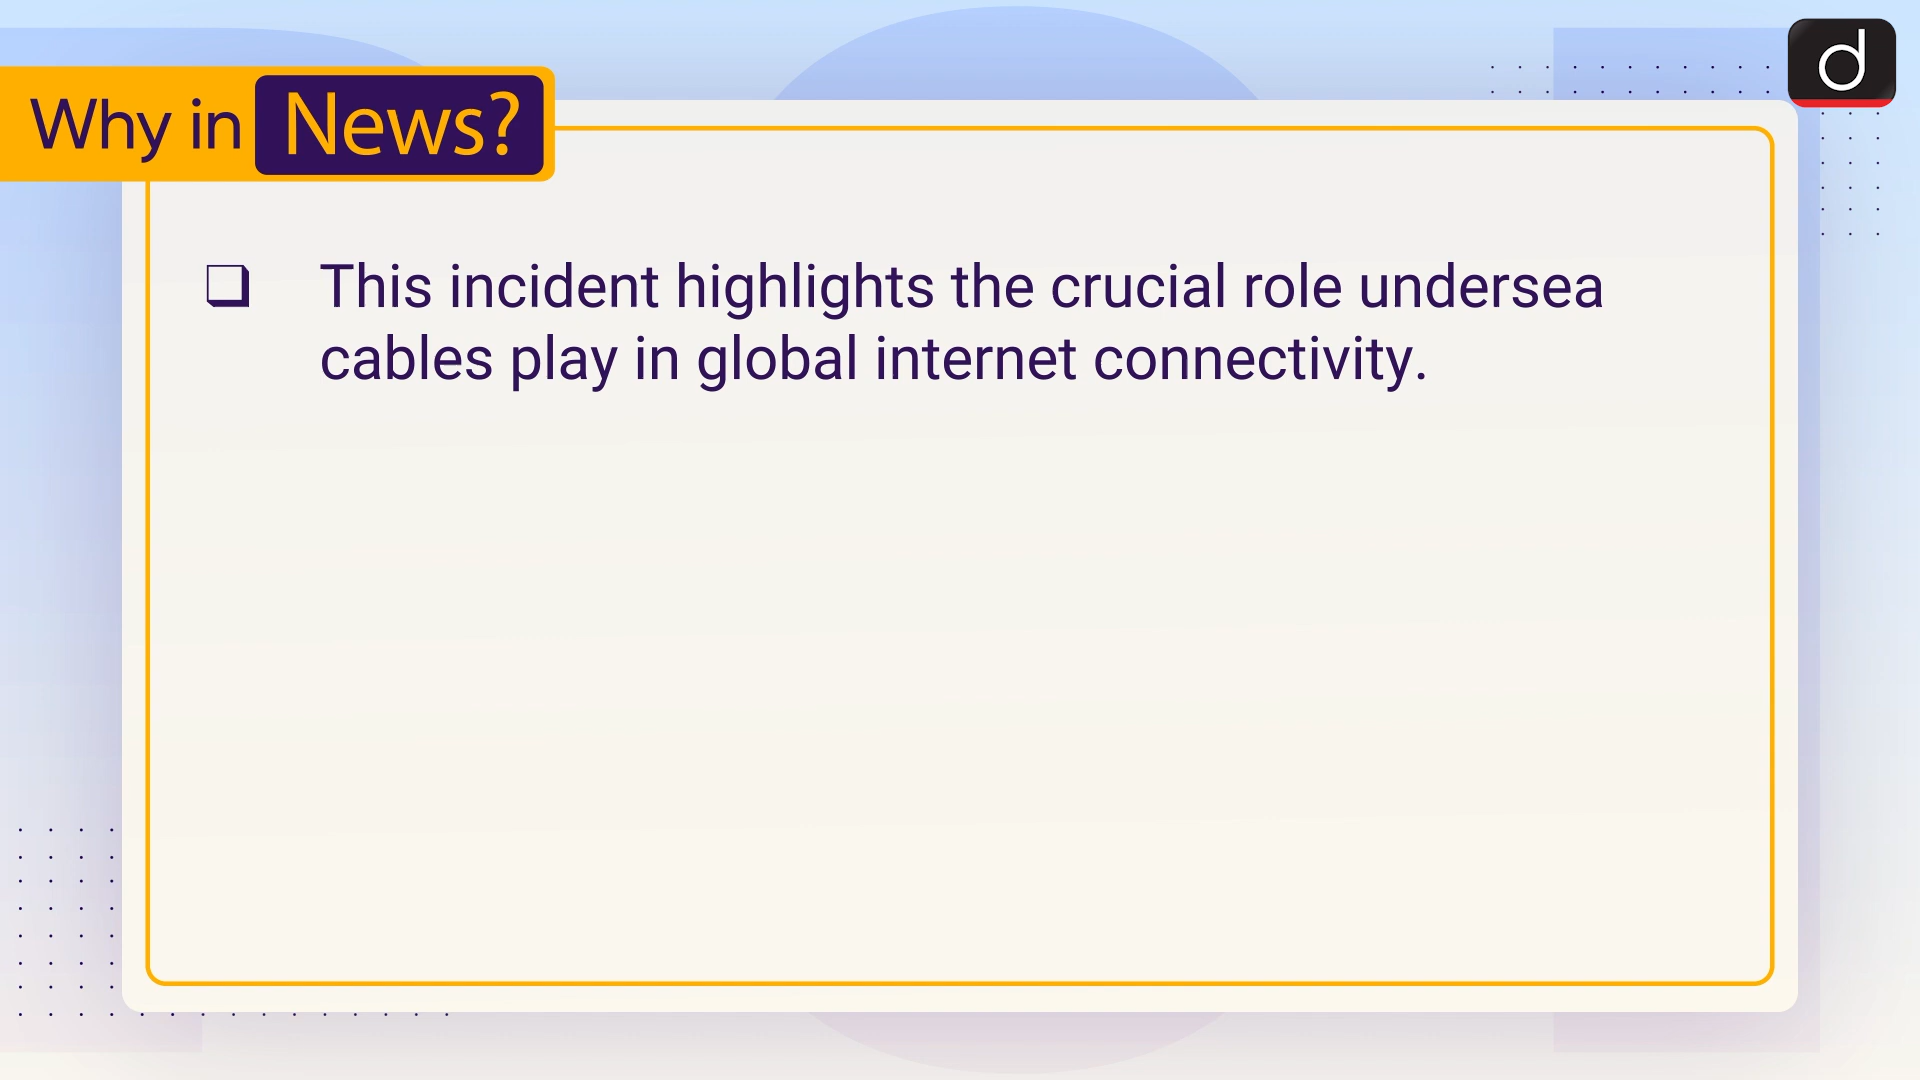 Why in News?
❑ This incident highlights the crucial role undersea
cables play in global internet connectivity.
d